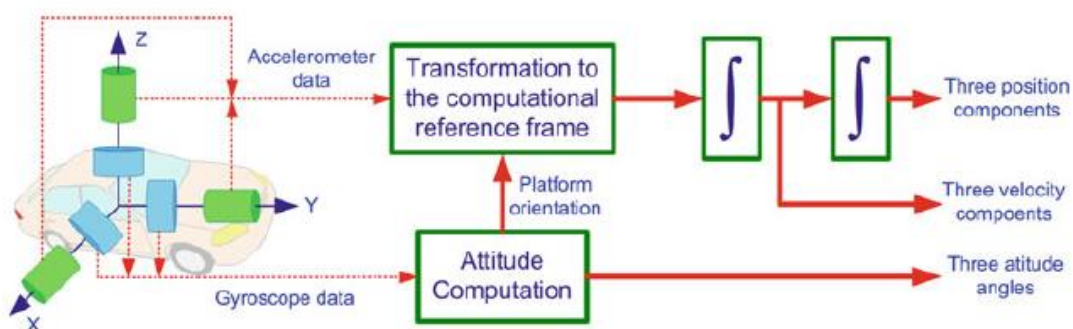 Z
Accelerometer
data
Transformation to
the computational
reference frame
∫
∫
Three position
components
Platform
orientation
Y
Three velocity
compoents
Attitude
Computation
Gyroscope data
Three atitude
angles
X